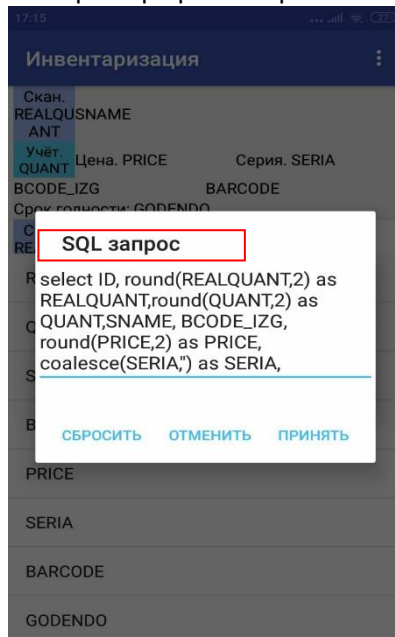 17:15
Инвентаризация
Скан. REALQUANT
SNAME
Учёт. QUANT
Цена. PRICE
Серия. SERIA
BCODE_IZG
BARCODE
Срок годности: GODENDO
SQL запрос
select ID, round(REALQUANT,2) as
REALQUANT,round(QUANT,2) as
QUANT,SNAME, BCODE_IZG,
round(PRICE,2) as PRICE,
coalesce(SERIA,'') as SERIA,
СБРОСИТЬ ОТМЕНИТЬ ПРИНЯТЬ
PRICE
SERIA
BARCODE
GODENDO